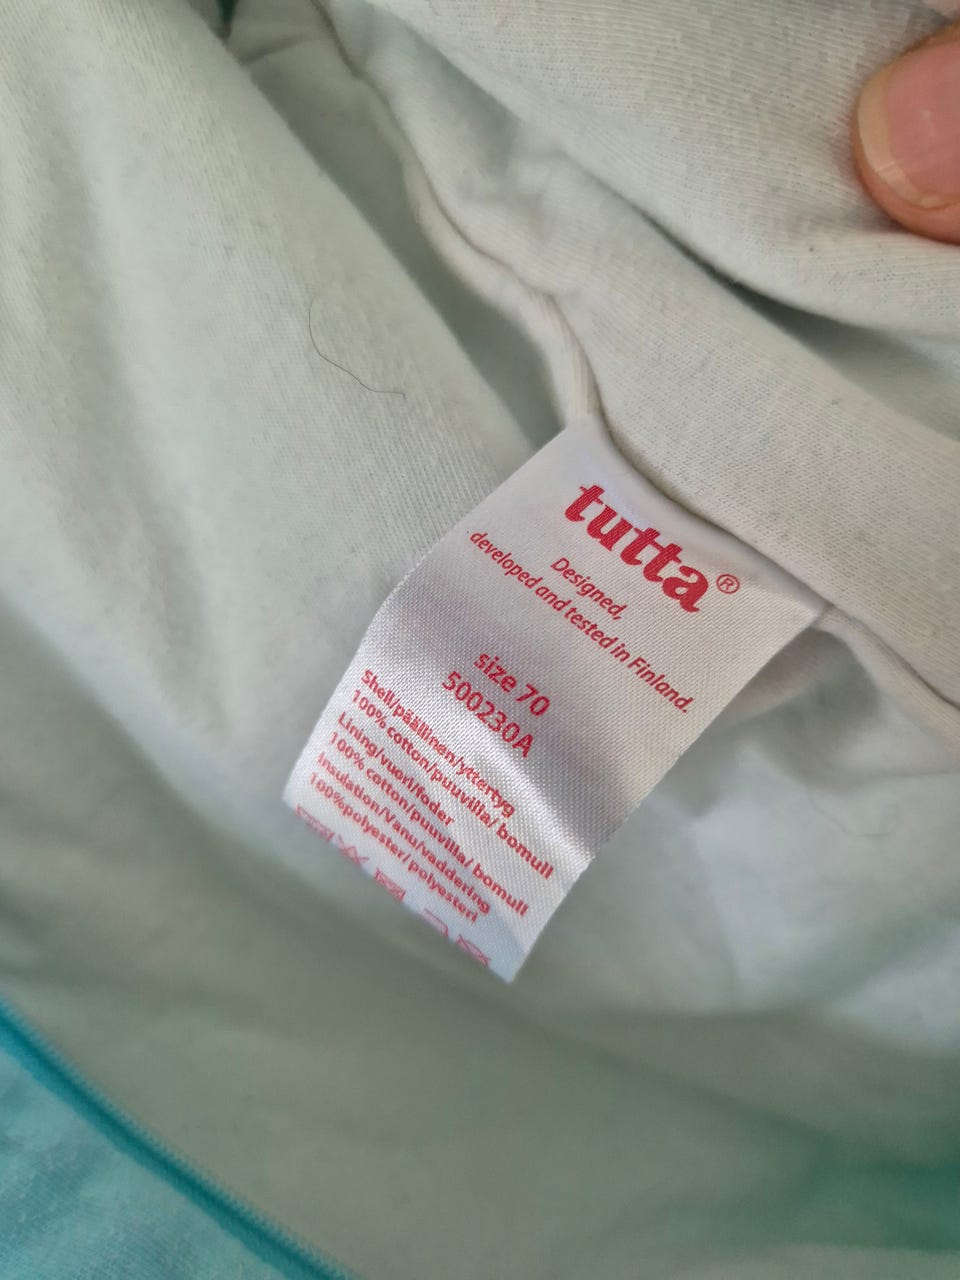 tutta®
Designed,
developed and tested in Finland.
size 70
500230A
Shell/päällinen/yttertyg
100% cotton/puuvilla/ bomull
Lining/vuori/foder
100% cotton/puuvilla/ bomull
Insulation/Vanu/vaddering
100%polyester/polyesteri